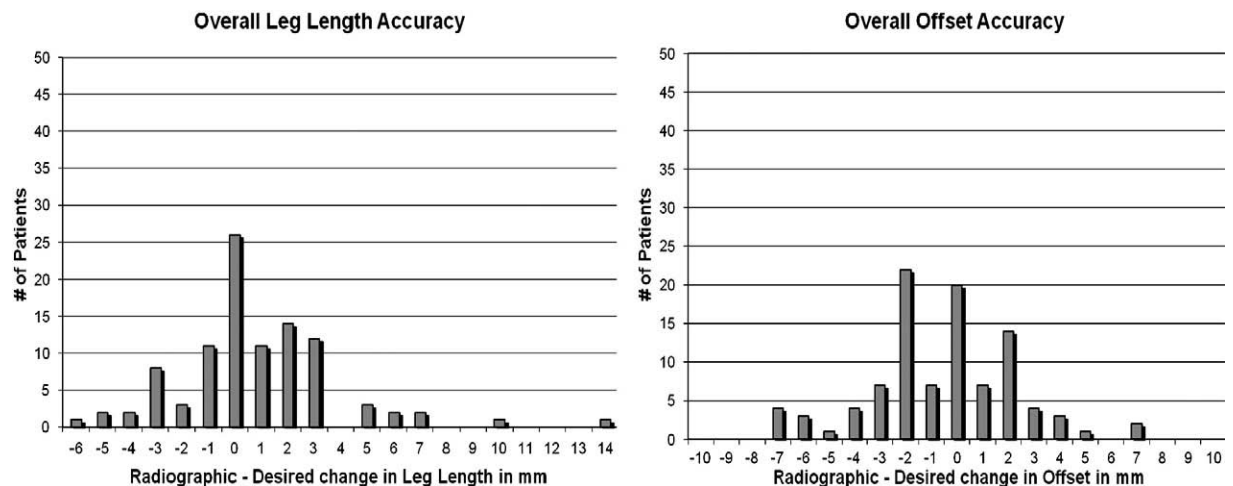 Overall Leg Length Accuracy
50
45
40
35
30
25
20
15
10
5
0
# of Patients
-6 -5 -4 -3 -2 -1 0 1 2 3 4 5 6 7 8 9 10 11 12 13 14
Radiographic - Desired change in Leg Length in mm
Overall Offset Accuracy
50
45
40
35
30
25
20
15
10
5
0
# of Patients
-10 -9 -8 -7 -6 -5 -4 -3 -2 -1 0 1 2 3 4 5 6 7 8 9 10
Radiographic - Desired change in Offset in mm